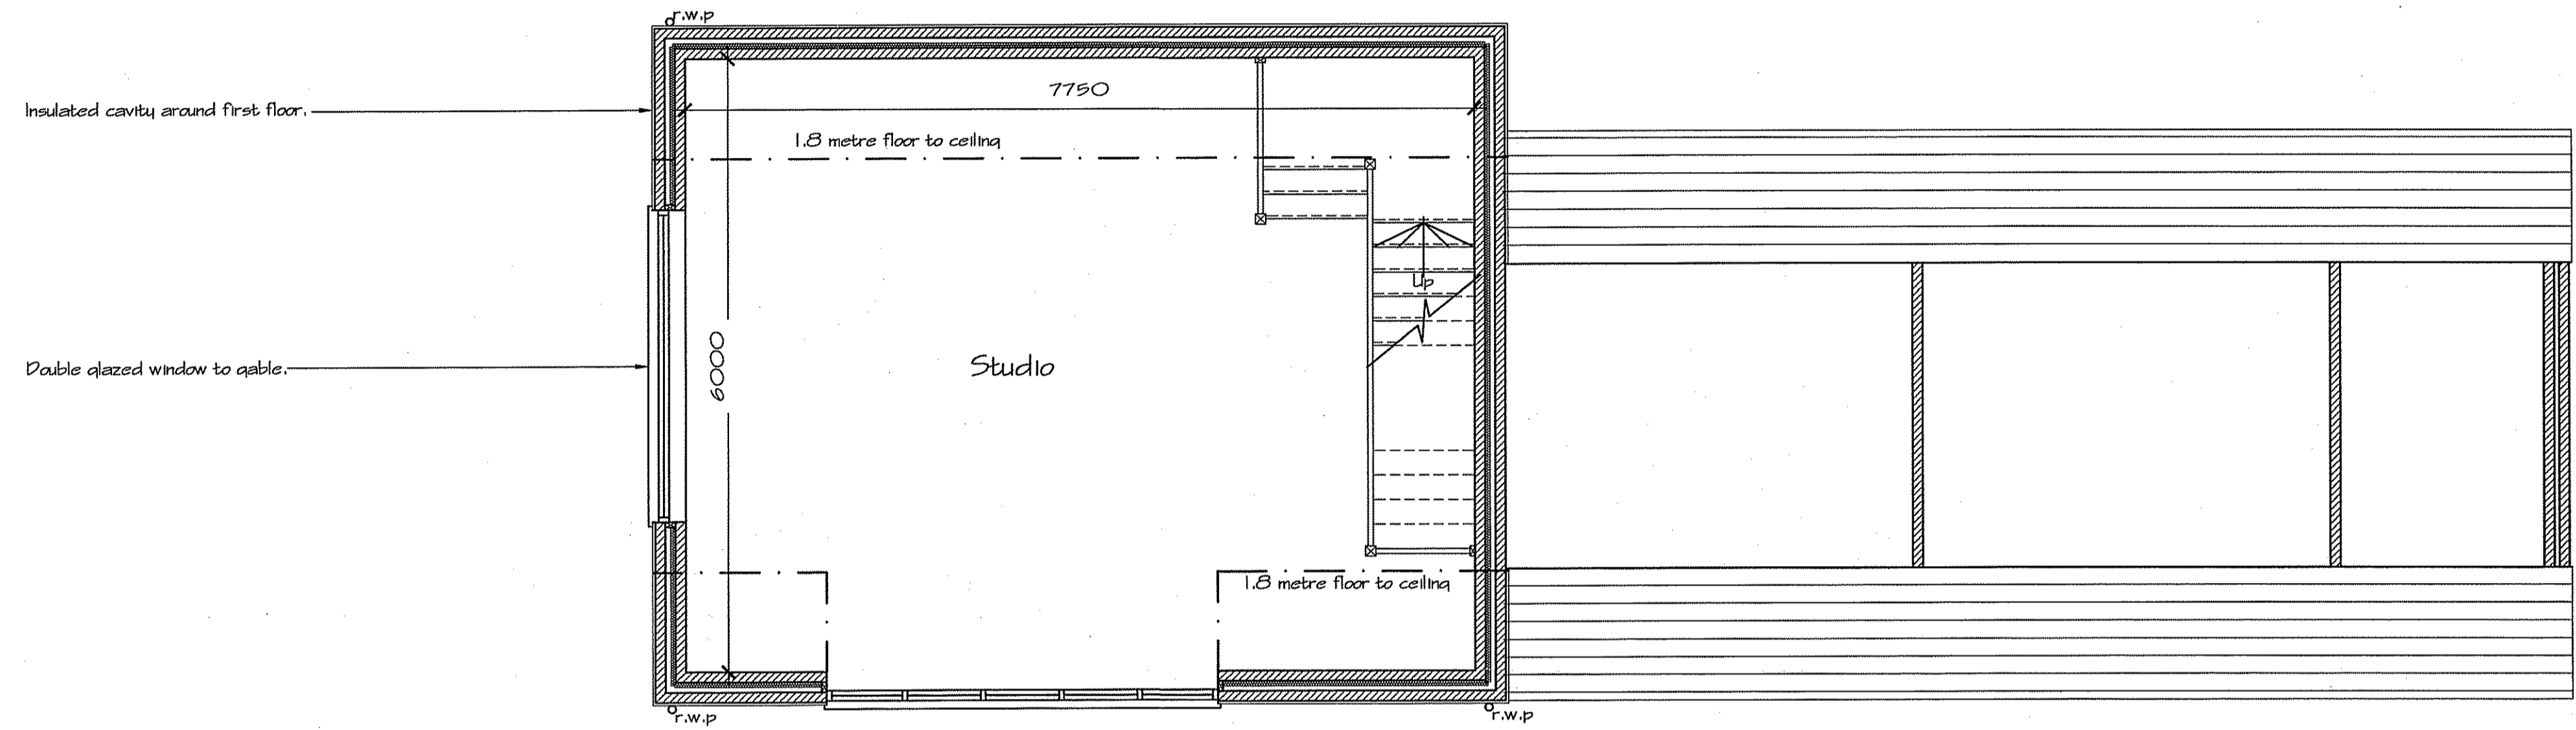 r.w.p
7750
Insulated cavity around first floor.
1.8 metre floor to ceiling
Up
6000
Studio
Double glazed window to gable.
1.8 metre floor to ceiling
r.w.p
r.w.p